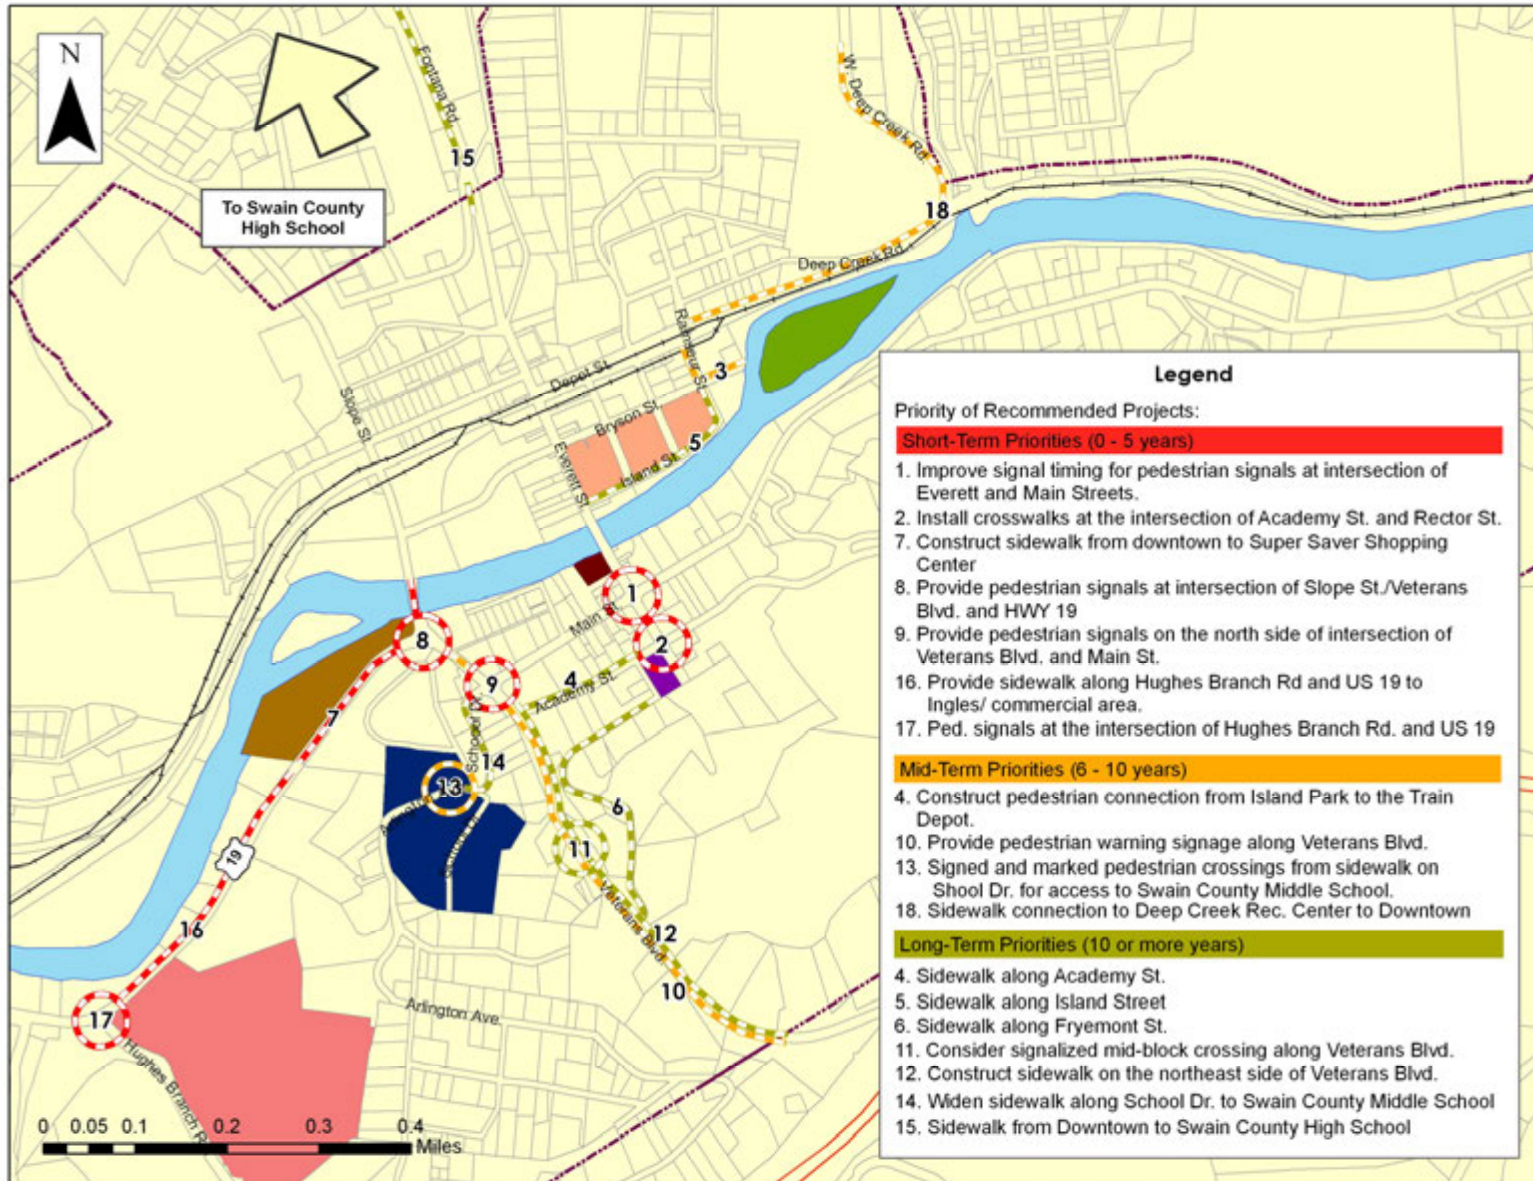 N
To Swain County
High School
Fontana Rd.
15
W. Deep Creek Rd.
18
Deep Creek Rd.
Ramseur St.
3
Depot St.
Slope St.
Bryson St.
Everett St.
Island St.
5
1
Main St.
2
8
9
4
Academy St.
7
School Dr.
14
13
6
11
Veterans Blvd.
12
10
19
16
17
Arlington Ave.
Hughes Branch R
0 0.05 0.1 0.2 0.3 0.4
Miles
Legend
Priority of Recommended Projects:
Short-Term Priorities (0 - 5 years)
1. Improve signal timing for pedestrian signals at intersection of
Everett and Main Streets.
2. Install crosswalks at the intersection of Academy St. and Rector St.
7. Construct sidewalk from downtown to Super Saver Shopping
Center
8. Provide pedestrian signals at intersection of Slope St./Veterans
Blvd. and HWY 19
9. Provide pedestrian signals on the north side of intersection of
Veterans Blvd. and Main St.
16. Provide sidewalk along Hughes Branch Rd and US 19 to
Ingles/ commercial area.
17. Ped. signals at the intersection of Hughes Branch Rd. and US 19
Mid-Term Priorities (6 - 10 years)
4. Construct pedestrian connection from Island Park to the Train
Depot.
10. Provide pedestrian warning signage along Veterans Blvd.
13. Signed and marked pedestrian crossings from sidewalk on
Shool Dr. for access to Swain County Middle School.
18. Sidewalk connection to Deep Creek Rec. Center to Downtown
Long-Term Priorities (10 or more years)
4. Sidewalk along Academy St.
5. Sidewalk along Island Street
6. Sidewalk along Fryemont St.
11. Consider signalized mid-block crossing along Veterans Blvd.
12. Construct sidewalk on the northeast side of Veterans Blvd.
14. Widen sidewalk along School Dr. to Swain County Middle School
15. Sidewalk from Downtown to Swain County High School